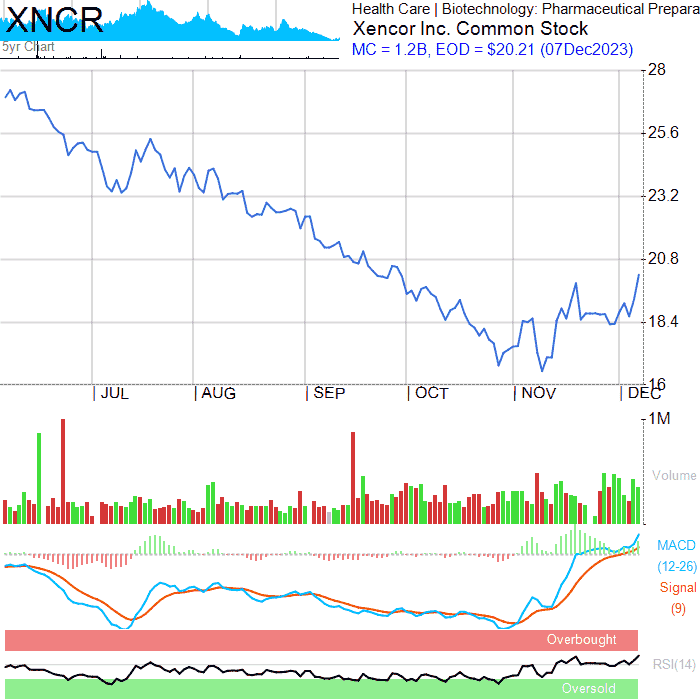 XNCR
5yr Chart
Health Care | Biotechnology: Pharmaceutical Prepara
Xencor Inc. Common Stock
MC = 1.2B, EOD = $20.21 (07Dec2023)
28
25.6
23.2
20.8
18.4
16
JUL
AUG
SEP
OCT
NOV
DEC
1M
Volume
MACD
(12-26)
Signal
(9)
Overbought
RSI(14)
Oversold